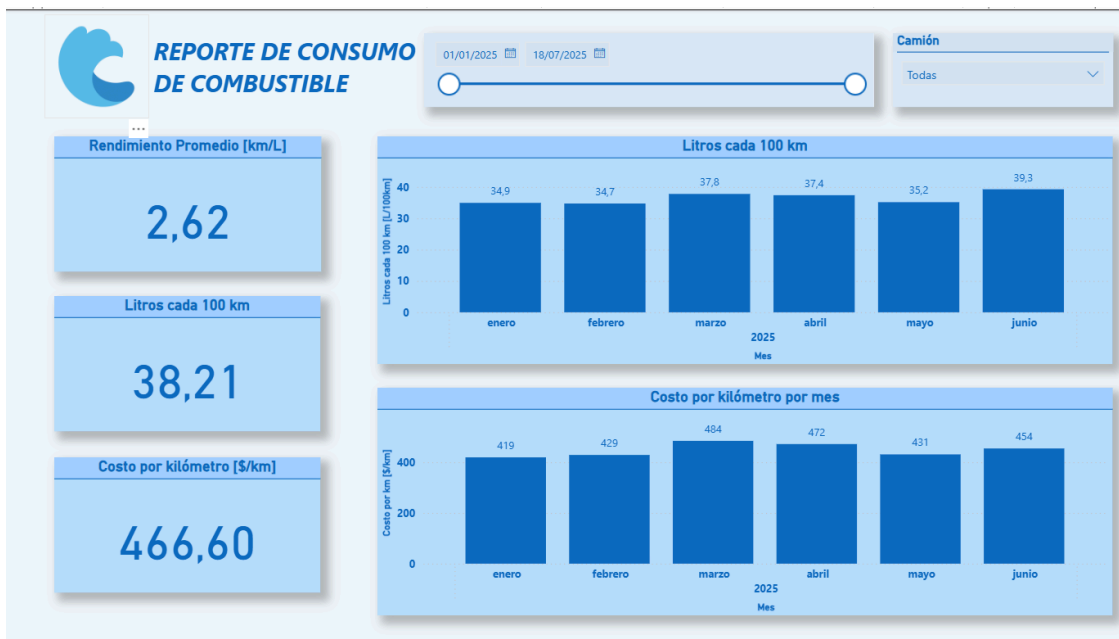 REPORTE DE CONSUMO
DE COMBUSTIBLE
01/01/2025
18/07/2025
Camión
Todas
...
Rendimiento Promedio [km/L]
2,62
Litros cada 100 km
38,21
Costo por kilómetro [$/km]
466,60
Litros cada 100 km
Litros cada 100 km [L/100km]
40
30
20
10
0
34,9
34,7
37,8
37,4
35,2
39,3
enero
febrero
marzo
abril
mayo
junio
2025
Mes
Costo por kilómetro por mes
Costo por km [$/km]
400
200
0
419
429
484
472
431
454
enero
febrero
marzo
abril
mayo
junio
2025
Mes